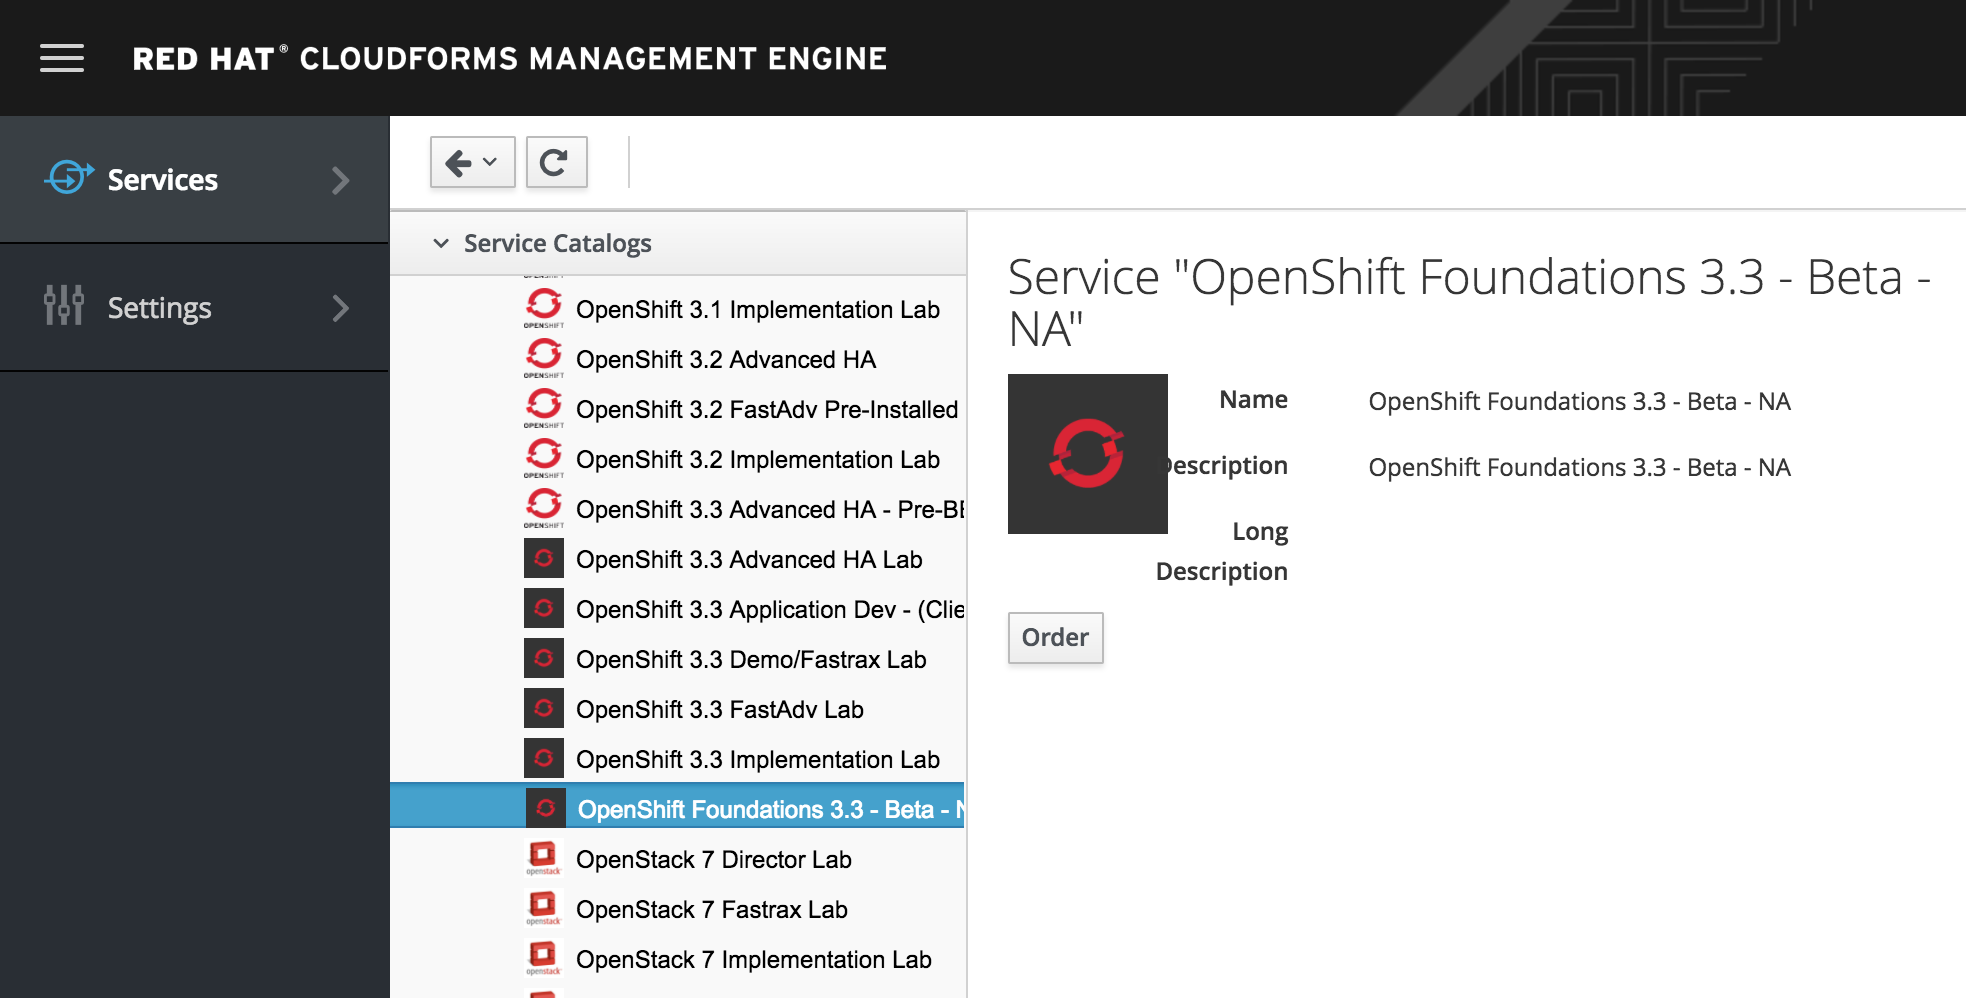 RED HAT® CLOUDFORMS MANAGEMENT ENGINE
Services
Settings
Service Catalogs
OPENSHIFT
OpenShift 3.1 Implementation Lab
OPENSHIFT
OpenShift 3.2 Advanced HA
OPENSHIFT
OpenShift 3.2 FastAdv Pre-Installed
OPENSHIFT
OpenShift 3.2 Implementation Lab
OPENSHIFT
OpenShift 3.3 Advanced HA - Pre-BE
OPENSHIFT
OpenShift 3.3 Advanced HA Lab
OpenShift 3.3 Application Dev - (Clie
OpenShift 3.3 Demo/Fastrax Lab
OpenShift 3.3 FastAdv Lab
OpenShift 3.3 Implementation Lab
OpenShift Foundations 3.3 - Beta - N
OpenStack 7 Director Lab
openstack
OpenStack 7 Fastrax Lab
openstack
OpenStack 7 Implementation Lab
openstack
Service "OpenShift Foundations 3.3 - Beta -
NA"
Name
OpenShift Foundations 3.3 - Beta - NA
Description
OpenShift Foundations 3.3 - Beta - NA
Long
Description
Order